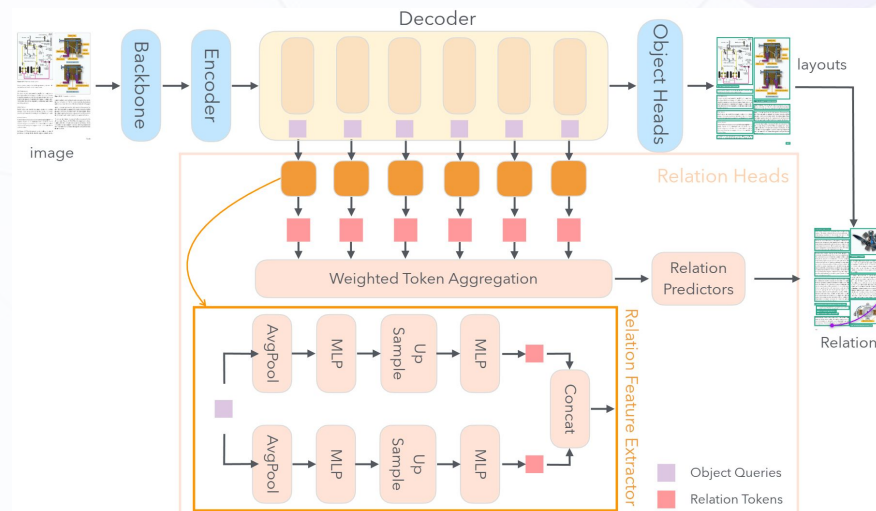 Decoder
image
Backbone
Encoder
Object Heads
layouts
Relation Heads
Weighted Token Aggregation
Relation
Predictors
Relation
AvgPool
MLP
Up
Sample
MLP
Concat
AvgPool
MLP
Up
Sample
MLP
Relation Feature Extractor
Object Queries
Relation Tokens